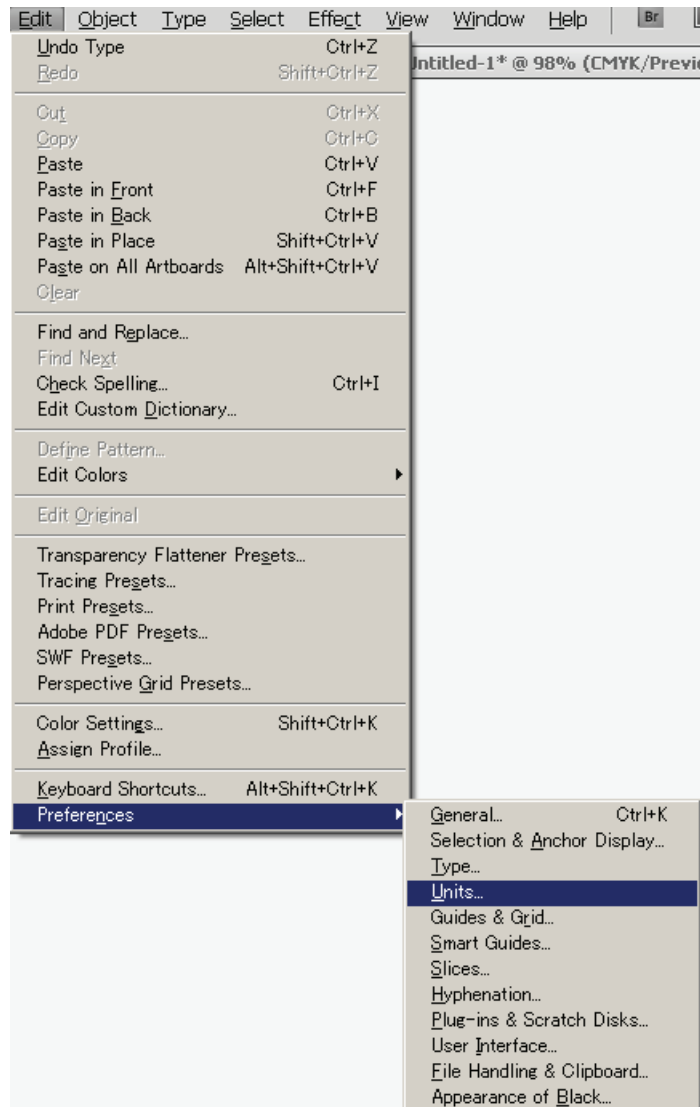 Edit Object Type Select Effect View Window Help Br
Undo Type Ctrl+Z
Untitled-1* @ 98% (CMYK/Previe
Redo Shift+Ctrl+Z
Cut Ctrl+X
Copy Ctrl+C
Paste Ctrl+V
Paste in Front Ctrl+F
Paste in Back Ctrl+B
Paste in Place Shift+Ctrl+V
Paste on All Artboards Alt+Shift+Ctrl+V
Clear
Find and Replace...
Find Next
Check Spelling... Ctrl+I
Edit Custom Dictionary...
Define Pattern...
Edit Colors
Edit Original
Transparency Flattener Presets...
Tracing Presets...
Print Presets...
Adobe PDF Presets...
SWF Presets...
Perspective Grid Presets...
Color Settings... Shift+Ctrl+K
Assign Profile...
Keyboard Shortcuts... Alt+Shift+Ctrl+K
Preferences
General... Ctrl+K
Selection & Anchor Display...
Type...
Units...
Guides & Grid...
Smart Guides...
Slices...
Hyphenation...
Plug-ins & Scratch Disks...
User Interface...
File Handling & Clipboard...
Appearance of Black...